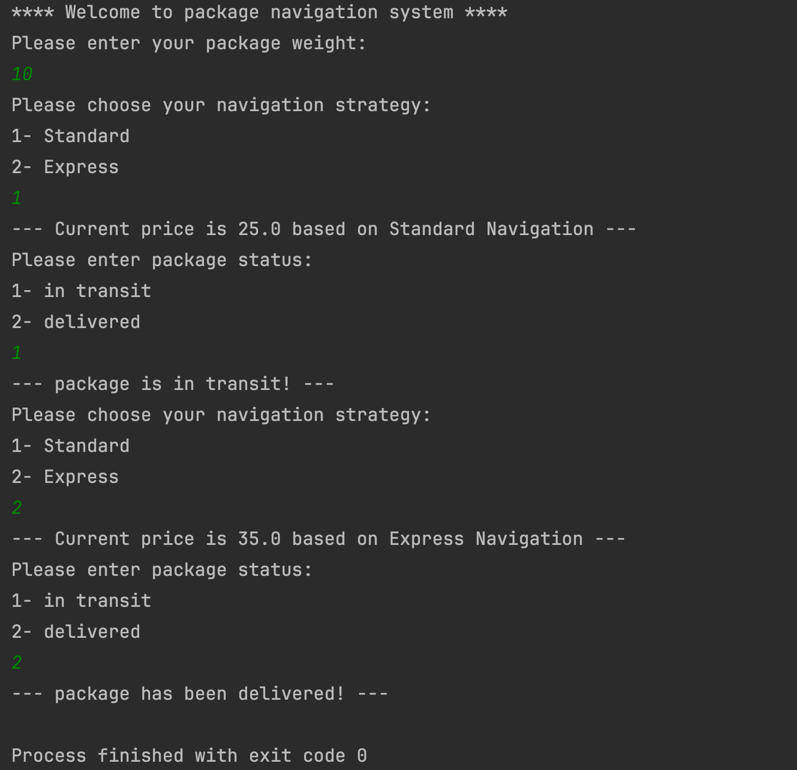 **** Welcome to package navigation system ****
Please enter your package weight:
10
Please choose your navigation strategy:
1- Standard
2- Express
1
--- Current price is 25.0 based on Standard Navigation ---
Please enter package status:
1- in transit
2- delivered
1
--- package is in transit! ---
Please choose your navigation strategy:
1- Standard
2- Express
2
--- Current price is 35.0 based on Express Navigation ---
Please enter package status:
1- in transit
2- delivered
2
--- package has been delivered! ---
Process finished with exit code 0